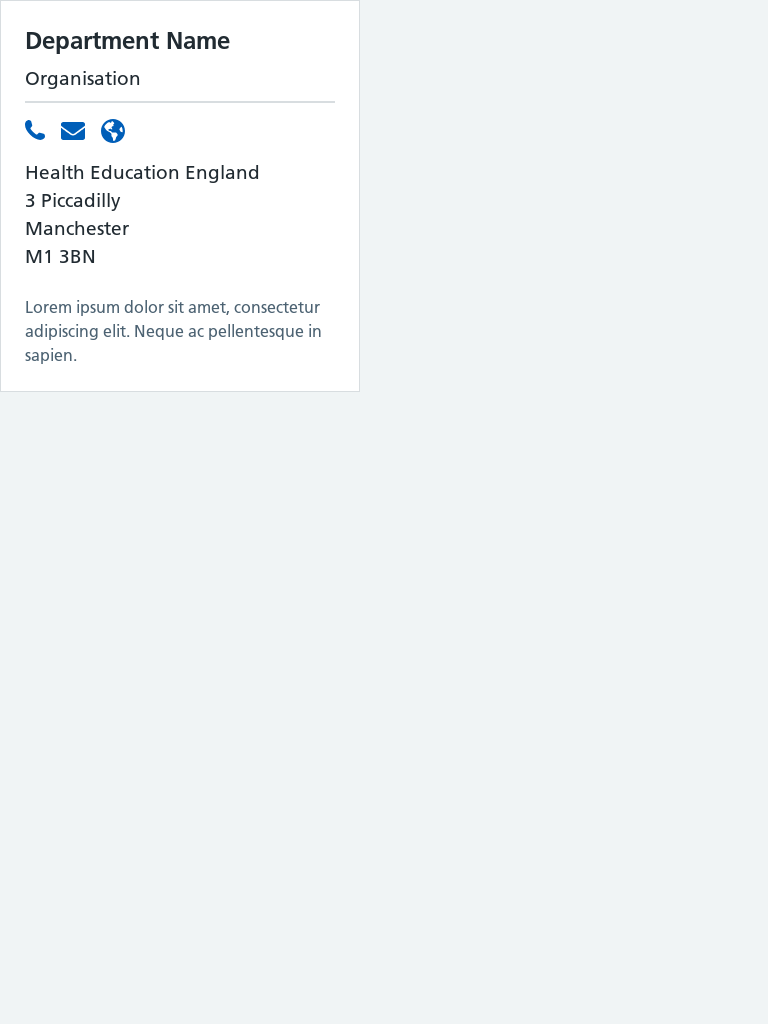 Department Name
Organisation
Health Education England
3 Piccadilly
Manchester
M1 3BN
Lorem ipsum dolor sit amet, consectetur
adipiscing elit. Neque ac pellentesque in
sapien.